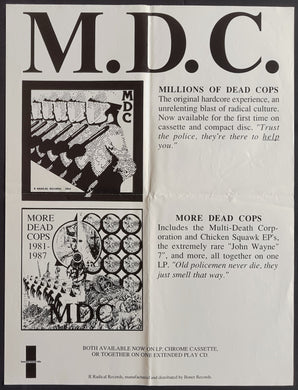 M.D.C.
MDC
R RADICAL RECORDS, 1982
MILLIONS OF DEAD COPS
The original hardcore experience, an
unrelenting blast of radical culture.
Now available for the first time on
cassette and compact disc. "Trust
the police, they're there to help
you."
MORE
DEAD
COPS
1981-
1987
MDC
MORE DEAD COPS
Includes the Multi-Death Corp-
oration and Chicken Squawk EP's,
the extremely rare "John Wayne"
7", and more, all together on one
LP. "Old policemen never die, they
just smell that way."
BOTH AVAILABLE NOW ON LP, CHROME CASSETTE,
OR TOGETHER ON ONE EXTENDED PLAY CD.
R Radical Records, manufactured and distributed by Boner Records.